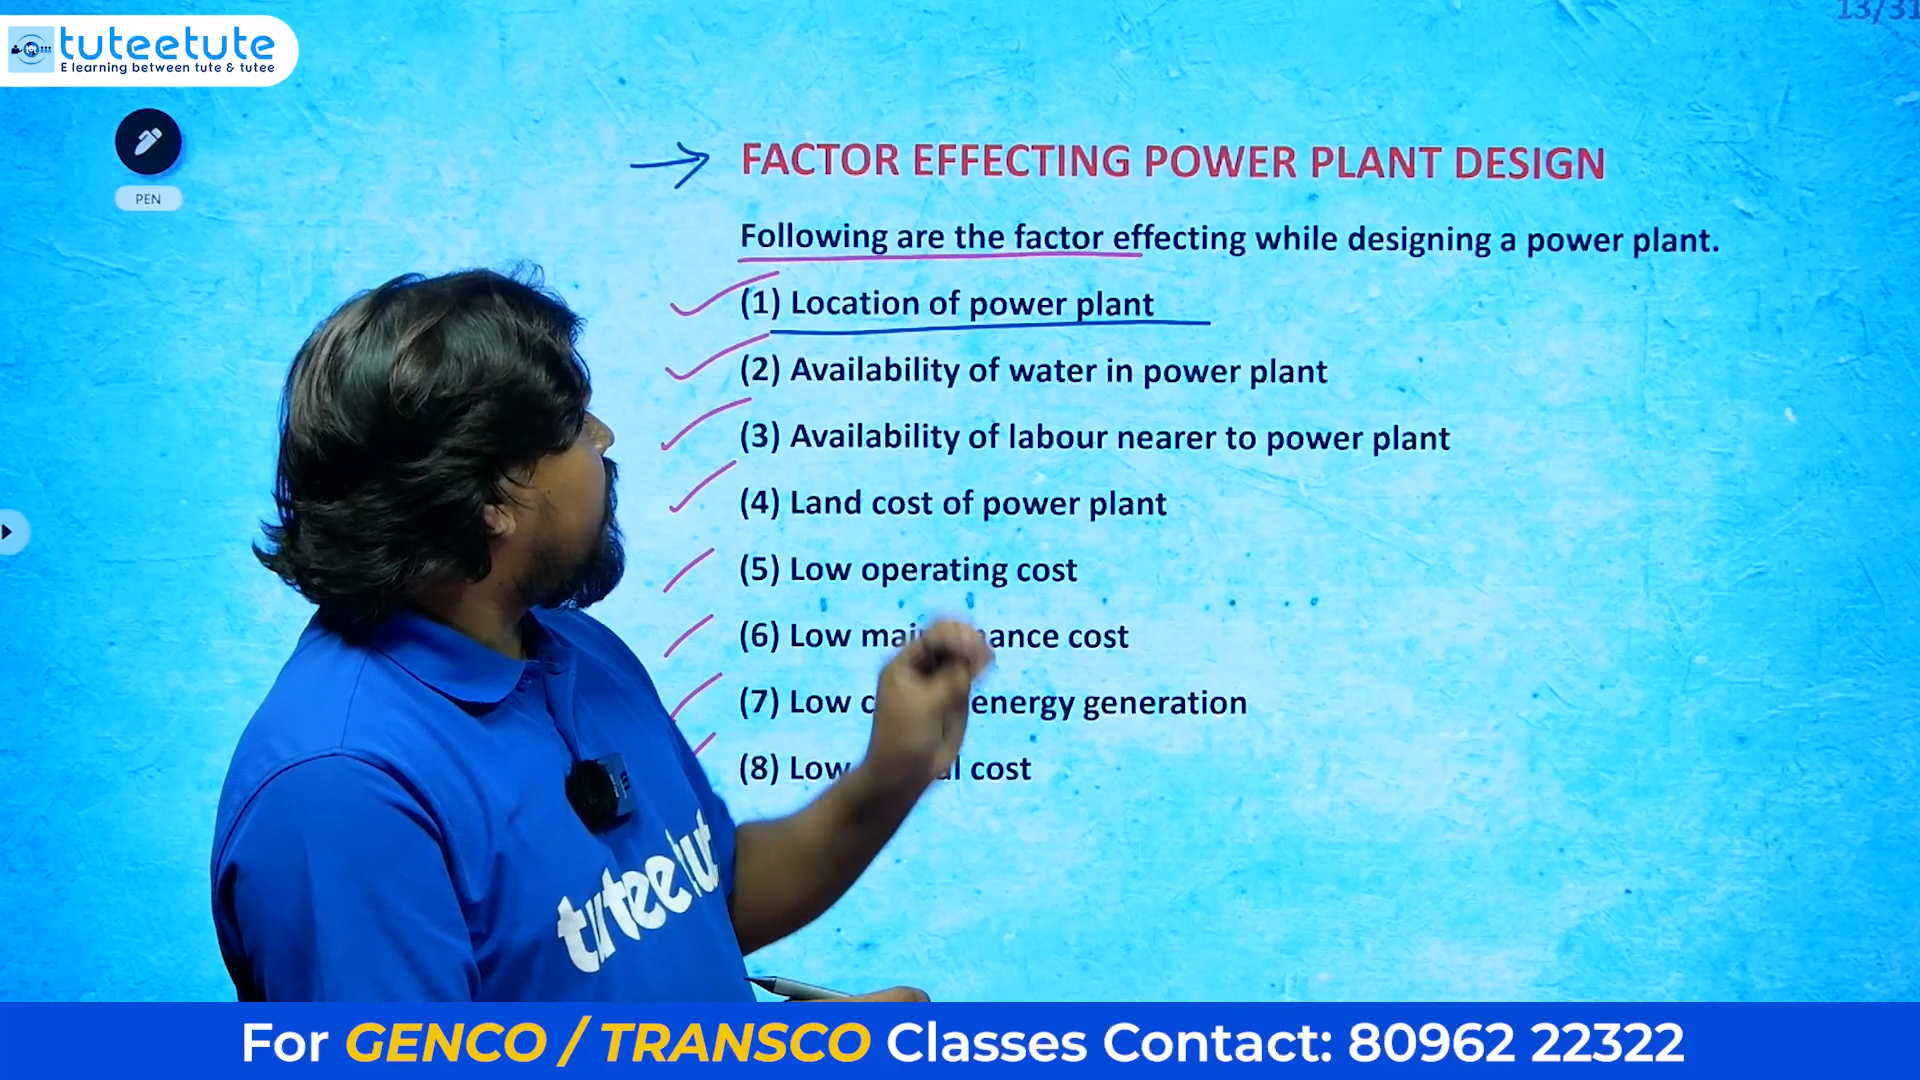 13/31
tuteetute
E learning between tute & tutee
PEN
FACTOR EFFECTING POWER PLANT DESIGN
Following are the factor effecting while designing a power plant.
(1) Location of power plant
(2) Availability of water in power plant
(3) Availability of labour nearer to power plant
(4) Land cost of power plant
(5) Low operating cost
(6) Low cost
(7) Low energy generation
(8) Low cost
tuteetut
For GENCO / TRANSCO Classes Contact: 80962 22322